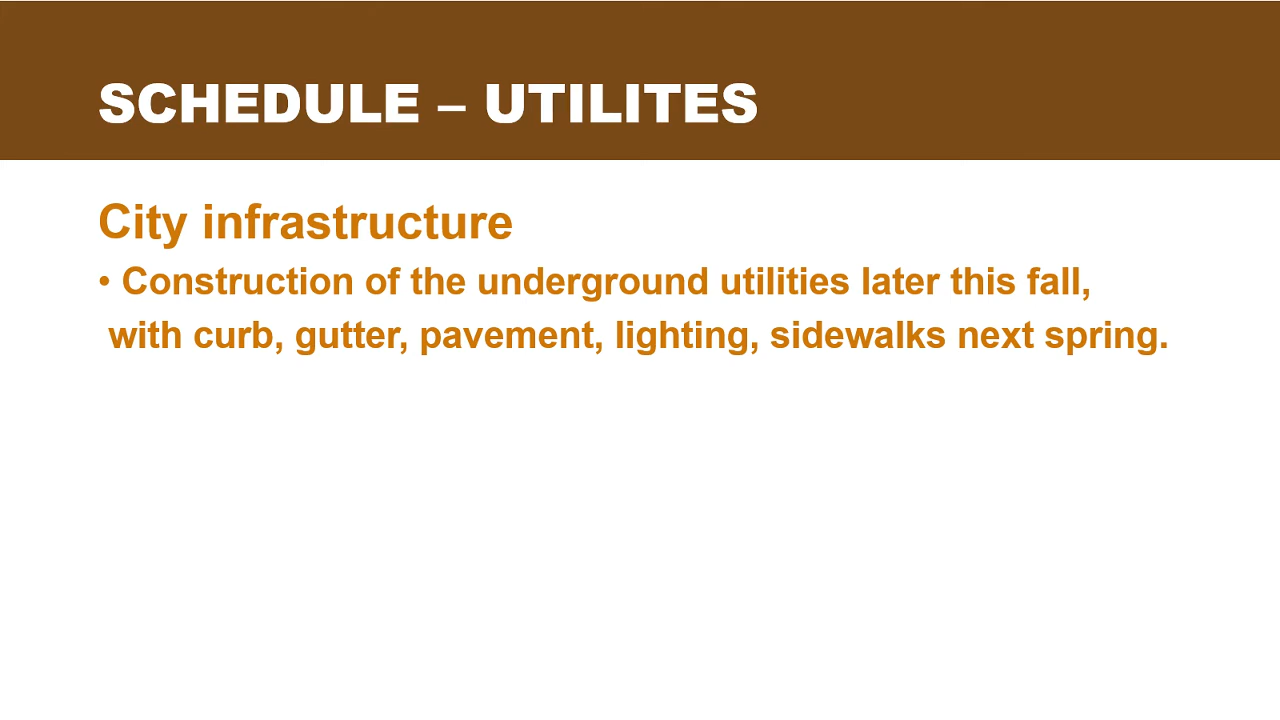 SCHEDULE – UTILITES
City infrastructure
• Construction of the underground utilities later this fall,
with curb, gutter, pavement, lighting, sidewalks next spring.